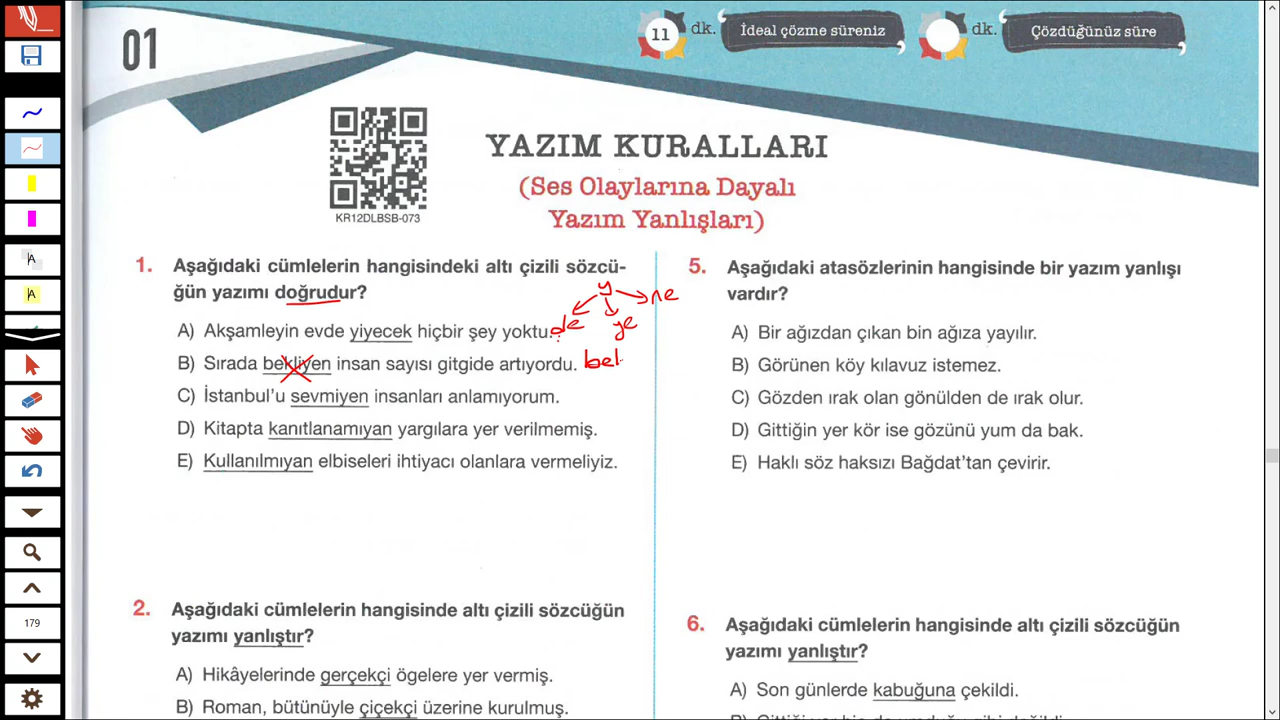 01
11 dk. İdeal çözme süreniz
dk. Çözdüğünüz süre
KR12DLBSB-073
YAZIM KURALLARI
(Ses Olaylarına Dayalı
Yazım Yanlışları)
1. Aşağıdaki cümlelerin hangisindeki altı çizili sözcü-
ğün yazımı doğrudur?
y
de ye ne
A) Akşamleyin evde yiyecek hiçbir şey yoktu.
B) Sırada bekliyen insan sayısı gitgide artıyordu. bel
C) İstanbul’u sevmiyen insanları anlamıyorum.
D) Kitapta kanıtlanamıyan yargılara yer verilmemiş.
E) Kullanılmıyan elbiseleri ihtiyacı olanlara vermeliyiz.
2. Aşağıdaki cümlelerin hangisinde altı çizili sözcüğün
yazımı yanlıştır?
A) Hikâyelerinde gerçekçi ögelere yer vermiş.
B) Roman, bütünüyle çiçekçi üzerine kurulmuş.
5. Aşağıdaki atasözlerinin hangisinde bir yazım yanlışı
vardır?
A) Bir ağızdan çıkan bin ağıza yayılır.
B) Görünen köy kılavuz istemez.
C) Gözden ırak olan gönülden de ırak olur.
D) Gittiğin yer kör ise gözünü yum da bak.
E) Haklı söz haksızı Bağdat’tan çevirir.
6. Aşağıdaki cümlelerin hangisinde altı çizili sözcüğün
yazımı yanlıştır?
A) Son günlerde kabuğuna çekildi.
A
A
179